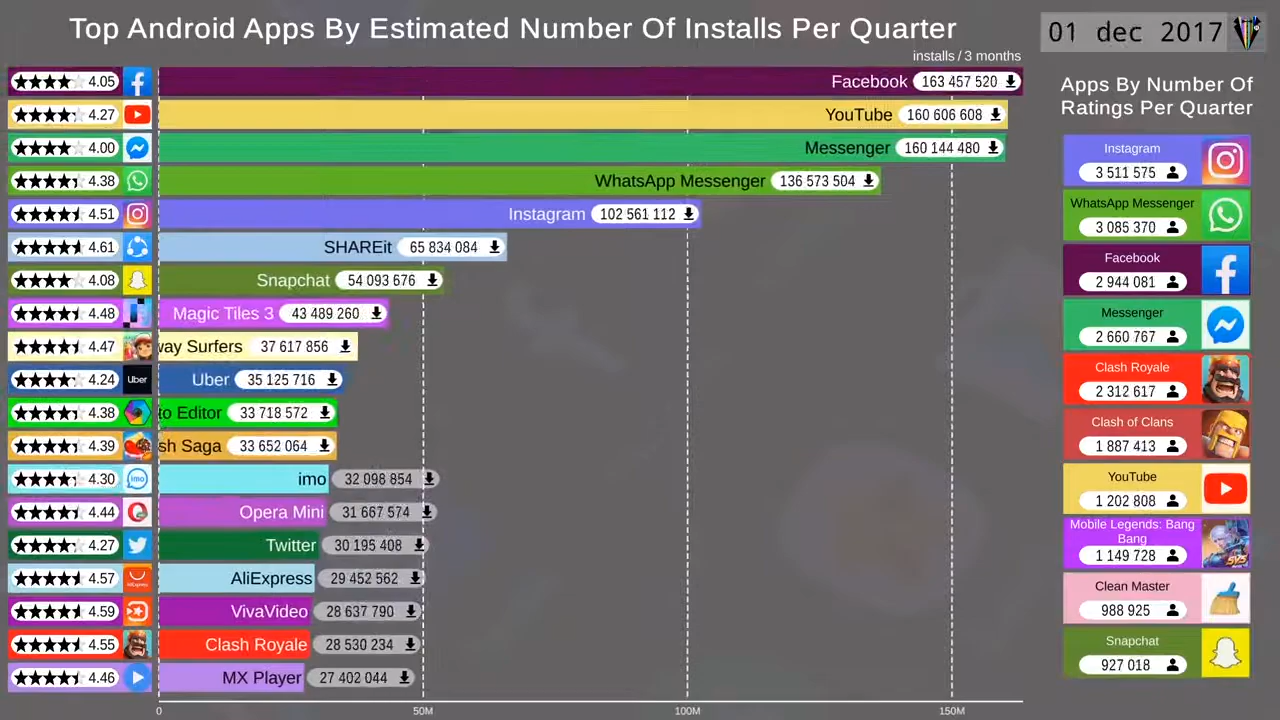 Top Android Apps By Estimated Number Of Installs Per Quarter
01 dec 2017
installs / 3 months
4.05 Facebook 163 457 520
4.27 YouTube 160 606 608
4.00 Messenger 160 144 480
4.38 WhatsApp Messenger 136 573 504
4.51 Instagram 102 561 112
4.61 SHAREit 65 834 084
4.08 Snapchat 54 093 676
4.48 Magic Tiles 3 43 489 260
4.47 way Surfers 37 617 856
4.24 Uber Uber 35 125 716
4.38 to Editor 33 718 572
4.39 sh Saga 33 652 064
4.30 imo imo 32 098 854
4.44 Opera Mini 31 667 574
4.27 Twitter 30 195 408
4.57 AliExpress AliExpress 29 452 562
4.59 VivaVideo 28 637 790
4.55 Clash Royale 28 530 234
4.46 MX Player 27 402 044
0 50M 100M 150M
Apps By Number Of
Ratings Per Quarter
Instagram
3 511 575
WhatsApp Messenger
3 085 370
Facebook
2 944 081
Messenger
2 660 767
Clash Royale
2 312 617
Clash of Clans
1 887 413
YouTube
1 202 808
Mobile Legends: Bang
Bang
1 149 728
5V5
Clean Master
988 925
Snapchat
927 018